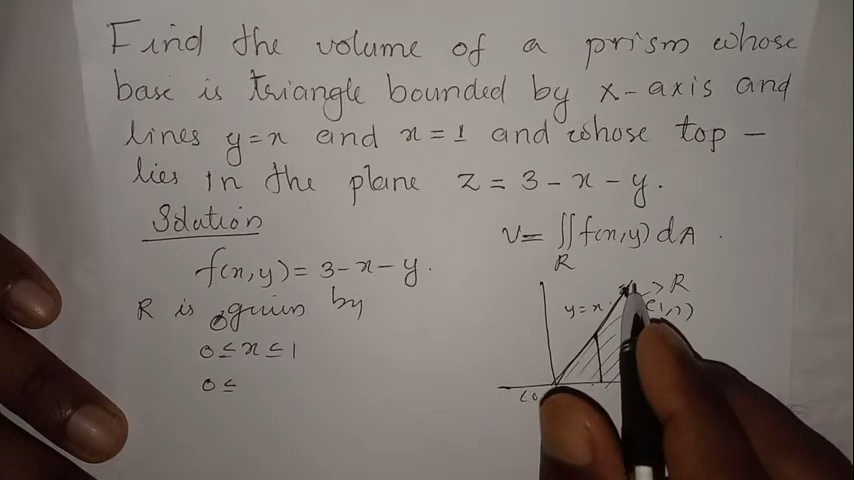 Find the volume of a prism whose
base is triangle bounded by x-axis and
lines y=x and x=1 and whose top -
lies in the plane z = 3-x-y.
Solution
V= ∬ f(x,y) dA .
R
f(x,y) = 3-x-y.
R is given by
0 ≤ x ≤ 1
0 ≤
R
y=x
(1,1)